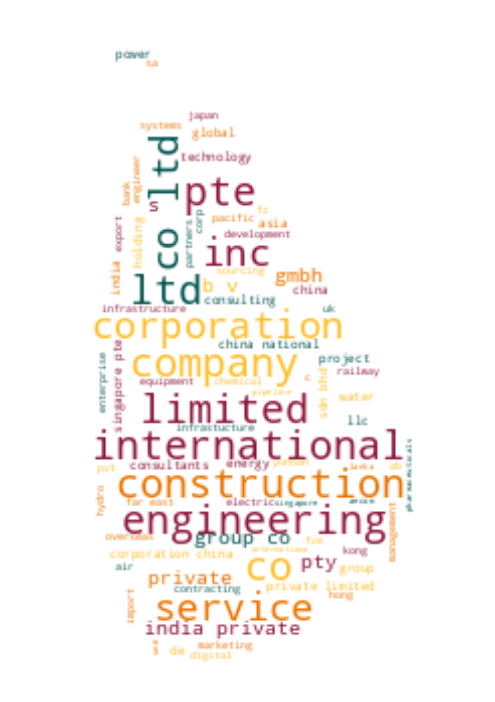 power
sa
japan
systems
global
technology
engineer
bank
co ltd
s
pte
corp
pacific
fz
asia
development
partners
holding
export
inc
india
sourcing
gmbh
china
ltd
b v
consulting
infrastructure
uk
corporation
china national
company
project
railway
singapore pte
enterprise
equipment
chemical
c
pipeline
sdn bhd
water
limited
llc
infrastucture
international
pharmaceuticals
consultants
energy
yunnan
lanka
ab
pvt
construction
hydro
far east
electric
singapore
aecom
engineering
management
overseas
group co
fze
internationa
kong
corporation china
air
co
pty
group
private
contracting
private limited
hong
import
service
india private
marketing
de
digital